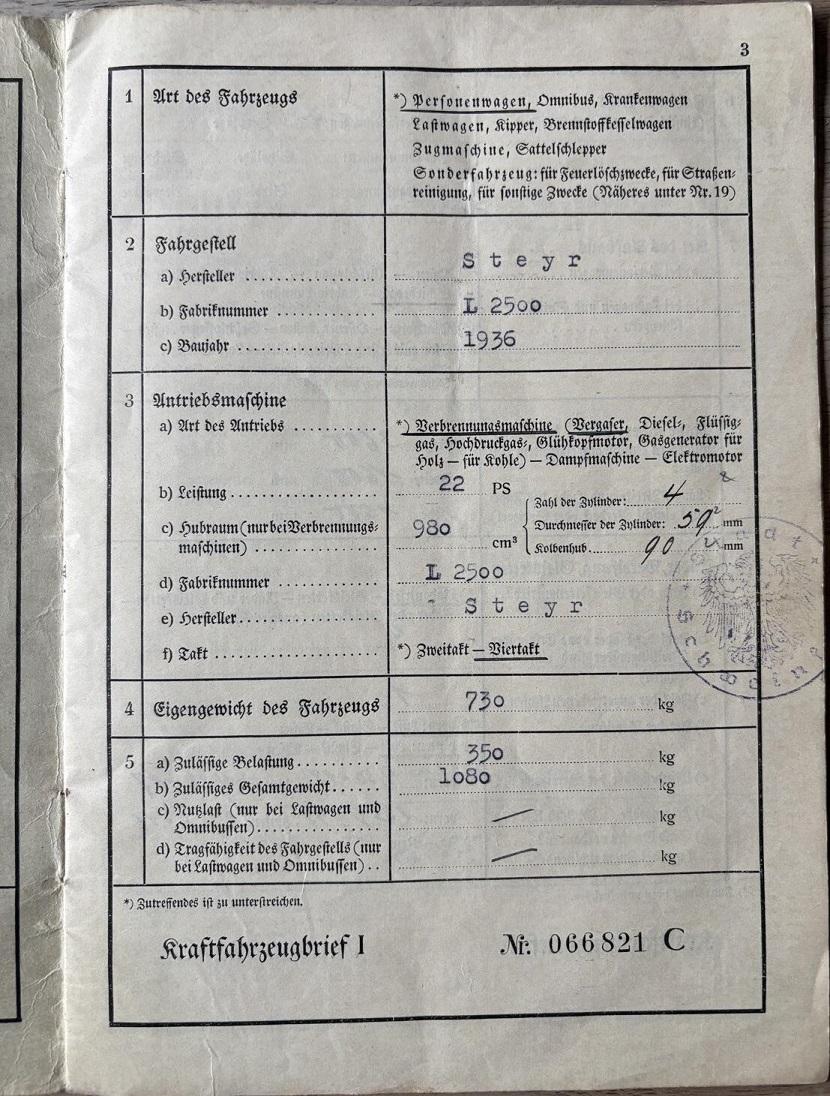 3
1 Art des Fahrzeugs
*) Personenwagen, Omnibus, Krankenwagen
Lastwagen, Kipper, Brennstoffkesselwagen
Zugmaschine, Sattelschlepper
Sonderfahrzeug: für Feuerlöschzwecke, für Straßen-
reinigung, für sonstige Zwecke (Näheres unter Nr. 19)
2 Fahrgestell
a) Hersteller .............. Steyr
b) Fabriknummer .............. L 2500
c) Baujahr .............. 1936
3 Antriebsmaschine
a) Art des Antriebs ..........
*) Verbrennungsmaschine (Vergaser, Diesel-, Flüssig-
gas, Hochdruckgas-, Glühkopfmotor, Gasgenerator für
Holz — für Kohle) — Dampfmaschine — Elektromotor
b) Leistung .............. 22 PS
c) Hubraum (nur bei Verbrennungs-
maschinen) .............. 980 cm³
Zahl der Zylinder: 4
Durchmesser der Zylinder: 59 mm
Kolbenhub. 90 mm
d) Fabriknummer .............. L 2500
e) Hersteller .............. Steyr
f) Takt .............. *) Zweitakt — Viertakt
4 Eigengewicht des Fahrzeugs 730 kg
5 a) Zulässige Belastung .......... 350 kg
b) Zulässiges Gesamtgewicht ...... 1080 kg
c) Nutzlast (nur bei Lastwagen und
Omnibussen) .............. — kg
d) Tragfähigkeit des Fahrgestells (nur
bei Lastwagen und Omnibussen) .. — kg
*) Zutreffendes ist zu unterstreichen.
Kraftfahrzeugbrief I Nr. 066821 C